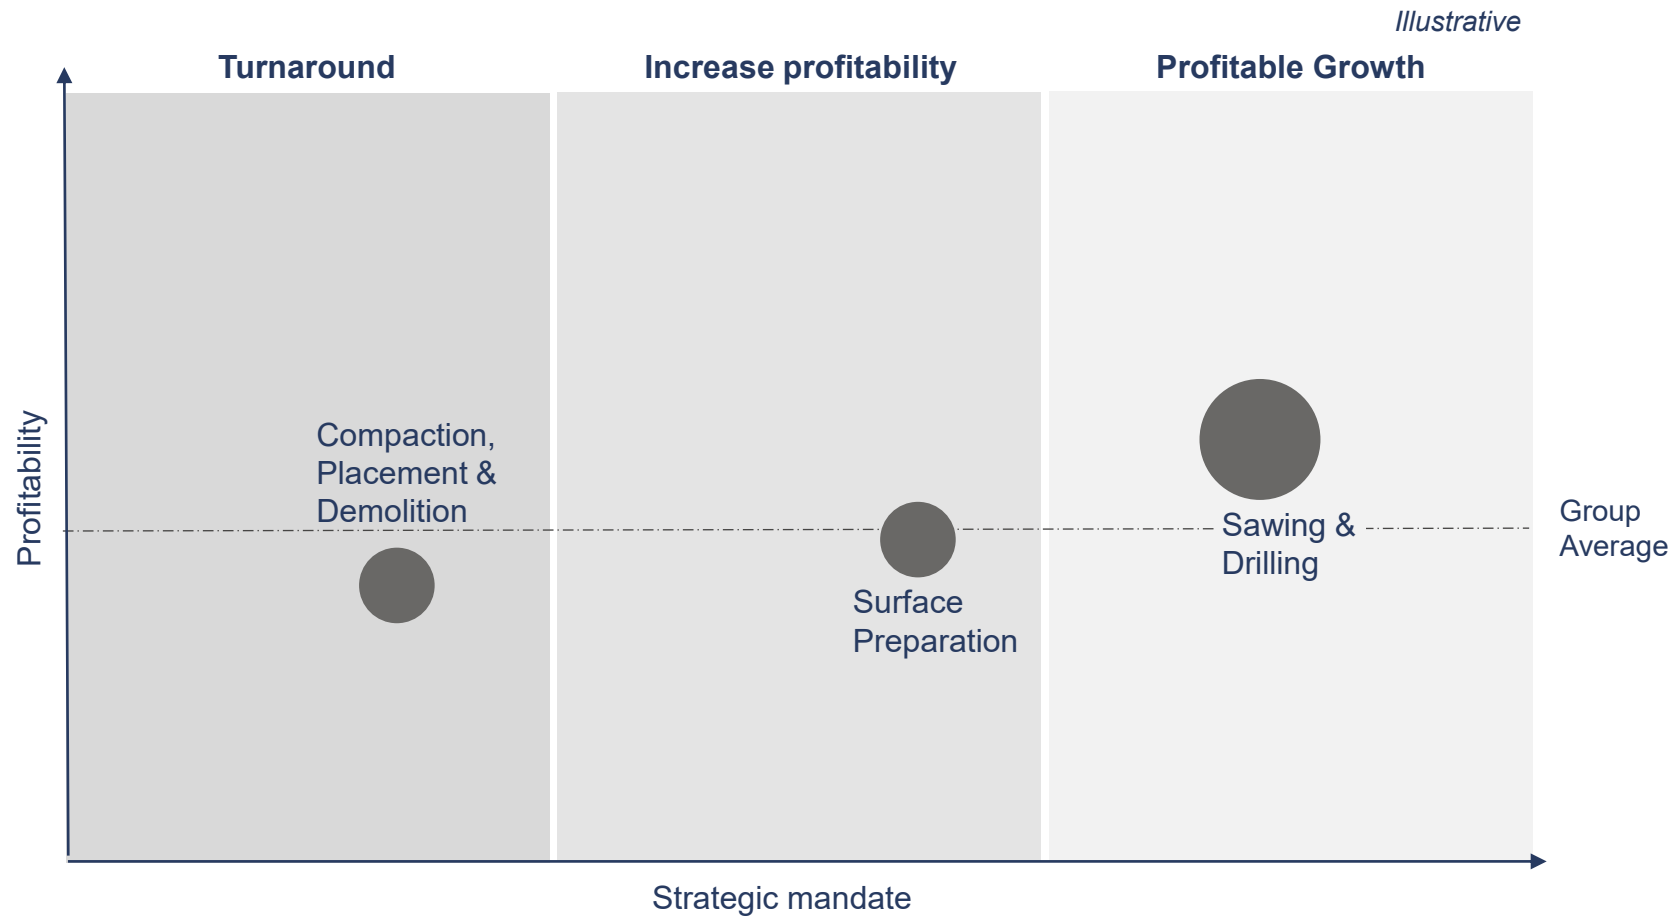 Illustrative
Turnaround
Increase profitability
Profitable Growth
Profitability
Compaction,
Placement &
Demolition
Surface
Preparation
Sawing &
Drilling
Group
Average
Strategic mandate